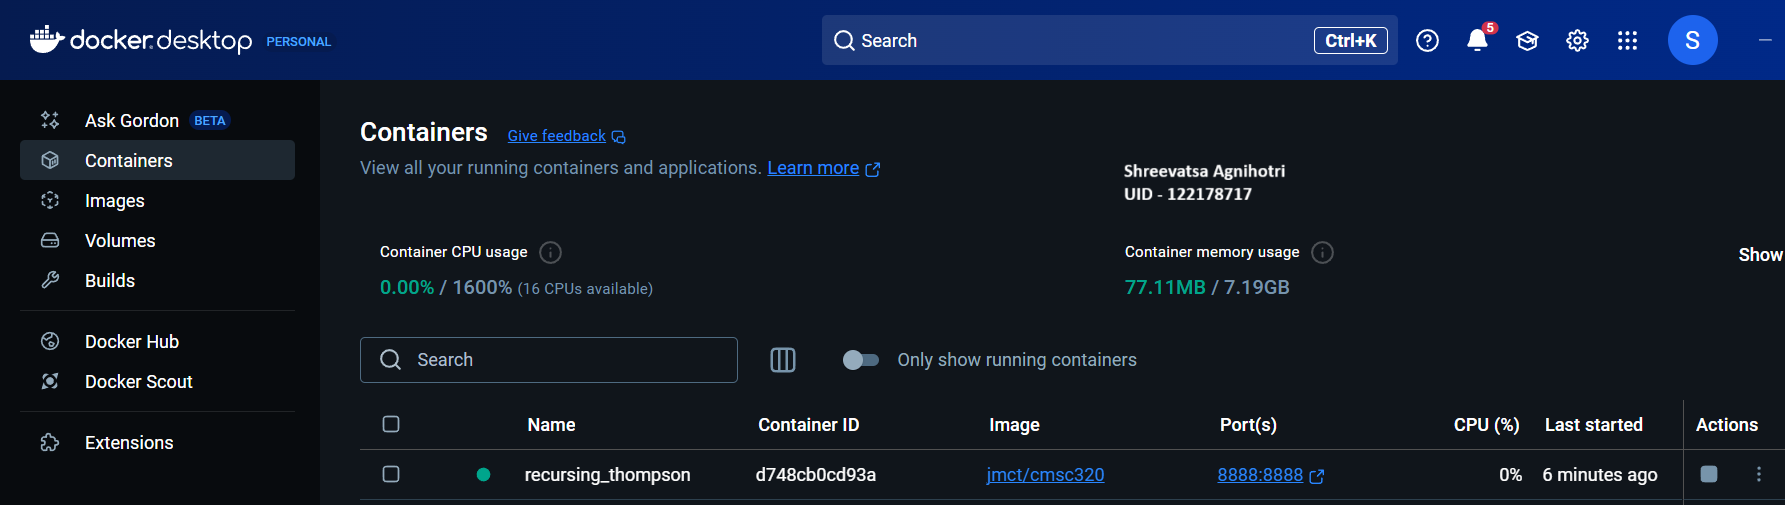 docker.desktop PERSONAL
Search Ctrl+K
5
S
Ask Gordon BETA
Containers
Images
Volumes
Builds
Docker Hub
Docker Scout
Extensions
Containers Give feedback
View all your running containers and applications. Learn more
Shreevatsa Agnihotri
UID - 122178717
Container CPU usage
0.00% / 1600% (16 CPUs available)
Container memory usage
77.11MB / 7.19GB
Show
Search
Only show running containers
Name Container ID Image Port(s) CPU (%) Last started Actions
recursing_thompson d748cb0cd93a jmct/cmsc320 8888:8888 0% 6 minutes ago